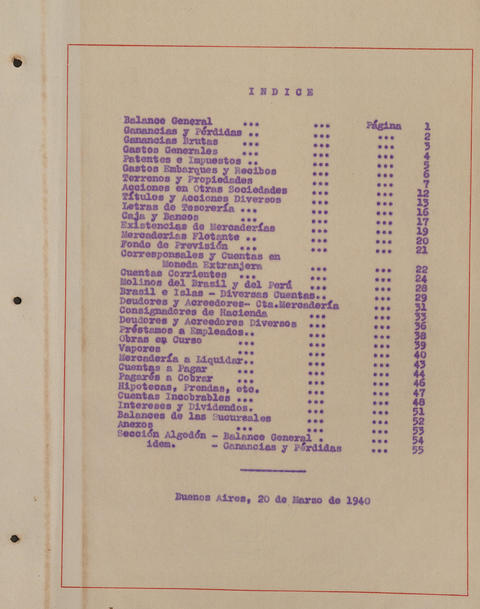 INDICE
Balance General ... ... Página 1
Ganancias y Pérdidas .. ... ... 2
Ganancias Brutas ... ... ... 3
Gastos Generales ... ... ... 4
Patentes e Impuestos .. ... ... 5
Gastos Embarques y Recibos ... ... 6
Terrenos y Propiedades ... ... 7
Acciones en Otras Sociedades ... ... 12
Títulos y Acciones Diversos ... ... 13
Letras de Tesorería ... ... ... 16
Caja y Bancos ... ... ... 17
Existencias de Mercaderías ... ... 19
Mercaderías Flotante .. ... ... 20
Fondo de Previsión ... ... ... 21
Corresponsales y Cuentas en
Moneda Extranjera ... ... 22
Cuentas Corrientes ... ... ... 24
Molinos del Brasil y del Perú ... ... 28
Brasil e Islas - Diversas Cuentas.. ... 29
Deudores y Acreedores- Cta.Mercadería ... 31
Consignadores de Hacienda ... ... 33
Deudores y Acreedores Diversos ... ... 36
Préstamos a Empleados.. ... ... 38
Obras en Curso ... ... ... 39
Vapores ... ... ... 40
Mercadería a Liquidar.. ... ... 43
Cuentas a Pagar ... ... ... 44
Pagarés a Cobrar ... ... ... 46
Hipotecas, Prendas, etc. ... ... 47
Cuentas Incobrables ... ... ... 48
Intereses y Dividendos. ... ... 51
Balances de las Sucursales ... ... 52
Anexos ... ... ... 53
Sección Algodón - Balance General . ... 54
idem. - Ganancias y Pérdidas ... 55
Buenos Aires, 20 de Marzo de 1940